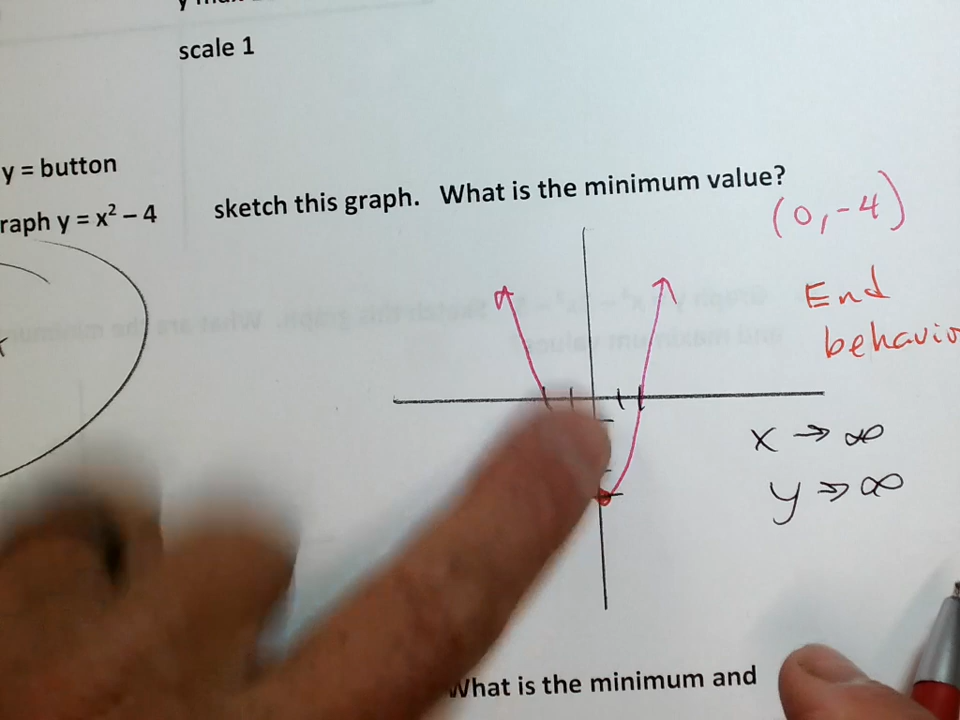 scale 1
y = button
raph y = x² – 4 sketch this graph. What is the minimum value?
(0, -4)
End
behavio
x → ∞
y → ∞
What is the minimum and